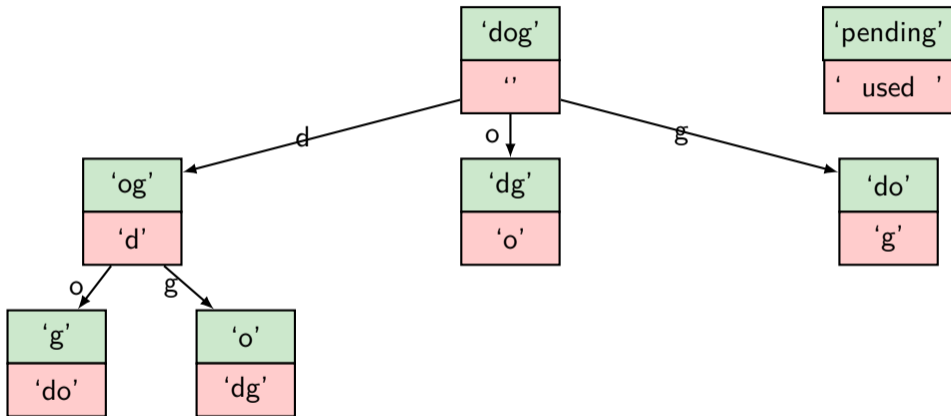 ‘dog’
‘’
‘pending’
‘ used ’
d
o
g
‘og’
‘d’
‘dg’
‘o’
‘do’
‘g’
o
g
‘g’
‘do’
‘o’
‘dg’